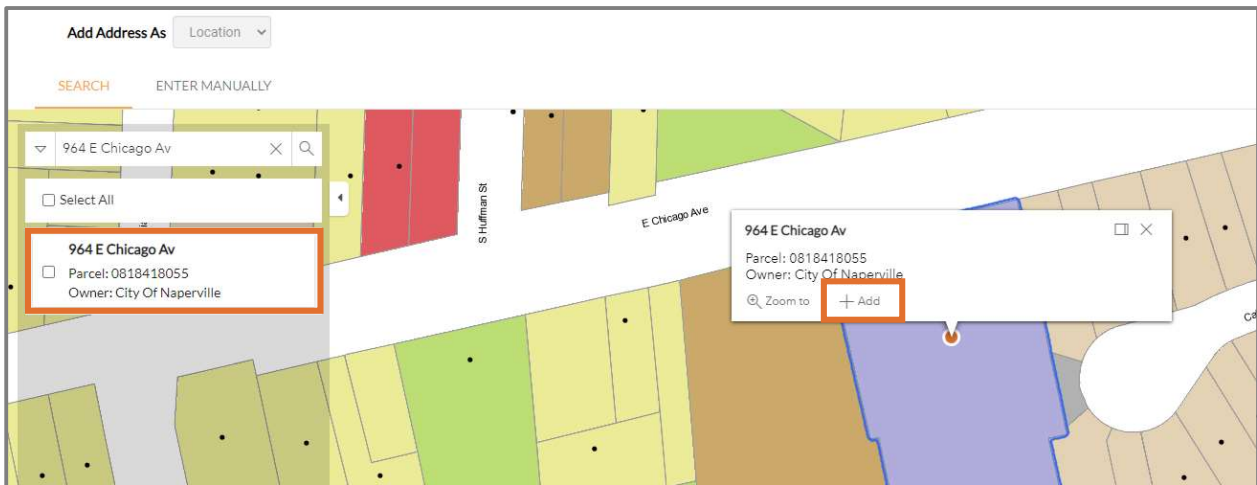 Add Address As Location
SEARCH ENTER MANUALLY
964 E Chicago Av
Select All
964 E Chicago Av
Parcel: 0818418055
Owner: City Of Naperville
S Huffman St
E Chicago Ave
964 E Chicago Av
Parcel: 0818418055
Owner: City Of Naperville
Zoom to + Add